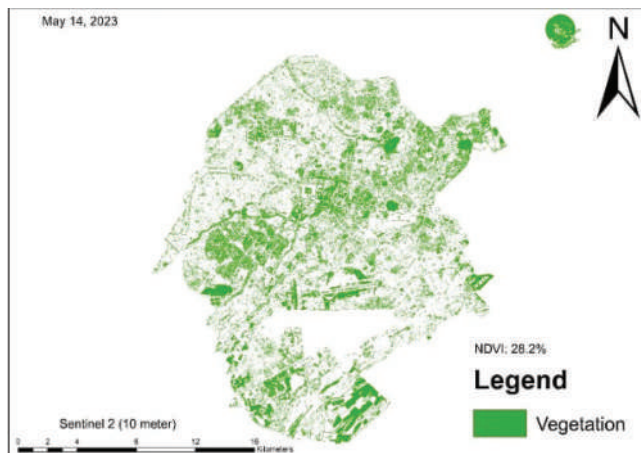 May 14, 2023
N
NDVI: 28.2%
Legend
Vegetation
Sentinel 2 (10 meter)
0 2 4 8 12 16
Kilometers